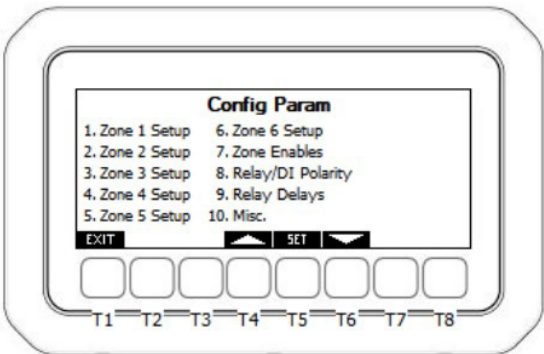 Config Param
1. Zone 1 Setup
2. Zone 2 Setup
3. Zone 3 Setup
4. Zone 4 Setup
5. Zone 5 Setup
6. Zone 6 Setup
7. Zone Enables
8. Relay/DI Polarity
9. Relay Delays
10. Misc.
EXIT SET
T1 T2 T3 T4 T5 T6 T7 T8